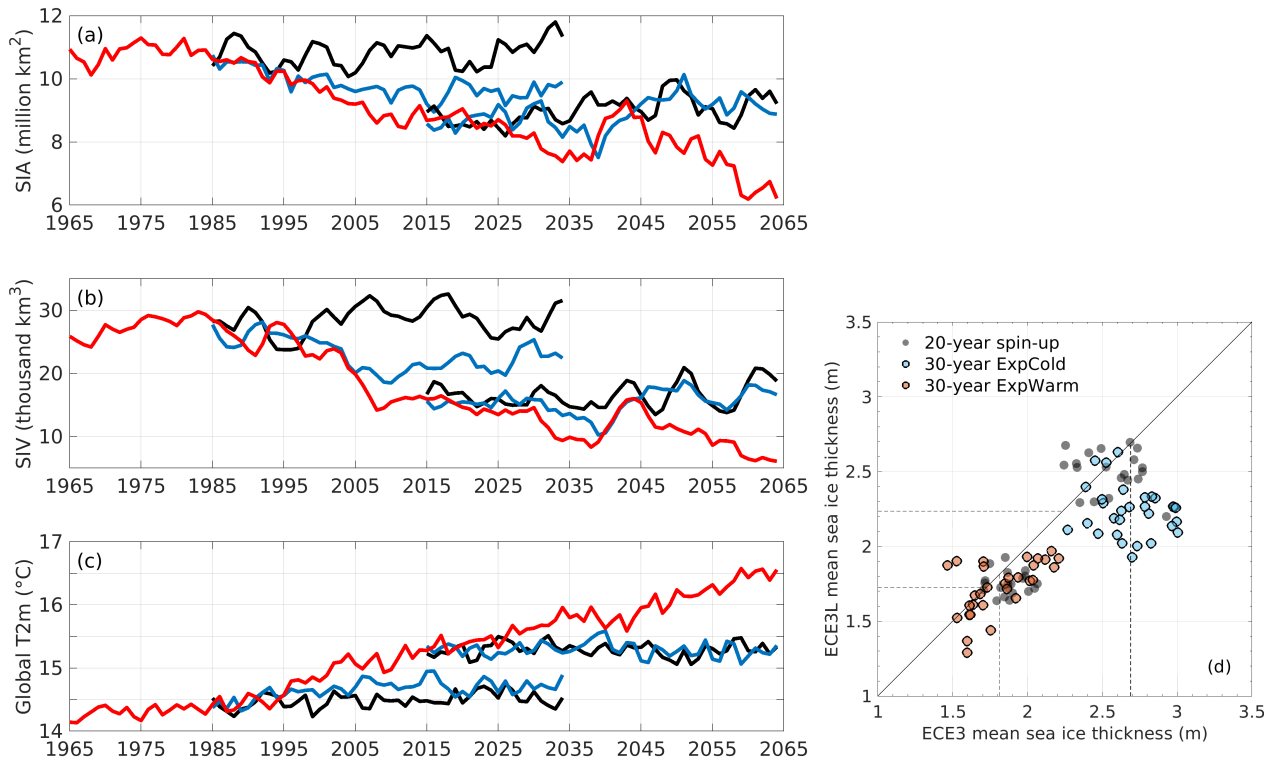 (a)
SIA (million km²)
12
10
8
6
1965 1975 1985 1995 2005 2015 2025 2035 2045 2055 2065
(b)
SIV (thousand km³)
30
20
10
1965 1975 1985 1995 2005 2015 2025 2035 2045 2055 2065
(c)
Global T2m (°C)
17
16
15
14
1965 1975 1985 1995 2005 2015 2025 2035 2045 2055 2065
20-year spin-up
30-year ExpCold
30-year ExpWarm
(d)
ECE3L mean sea ice thickness (m)
3.5
3
2.5
2
1.5
1
1 1.5 2 2.5 3 3.5
ECE3 mean sea ice thickness (m)